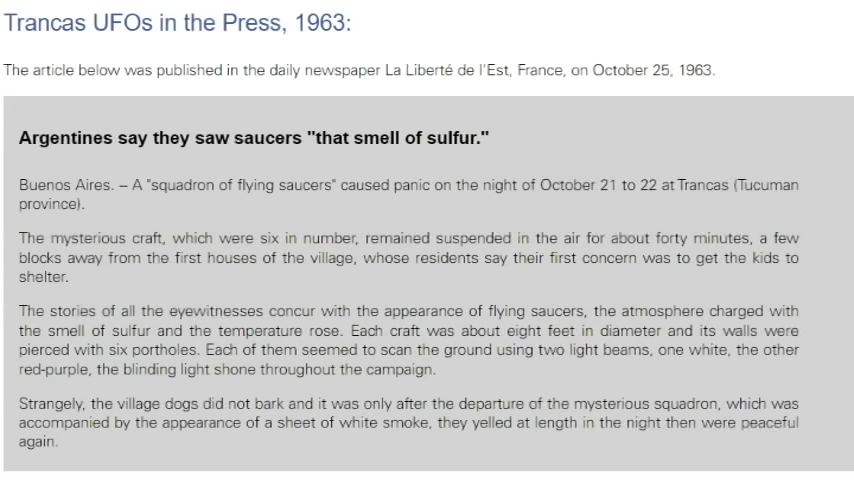 Trancas UFOs in the Press, 1963:
The article below was published in the daily newspaper La Liberté de l'Est, France, on October 25, 1963.
Argentines say they saw saucers "that smell of sulfur."
Buenos Aires. – A "squadron of flying saucers" caused panic on the night of October 21 to 22 at Trancas (Tucuman
province).
The mysterious craft, which were six in number, remained suspended in the air for about forty minutes, a few
blocks away from the first houses of the village, whose residents say their first concern was to get the kids to
shelter.
The stories of all the eyewitnesses concur with the appearance of flying saucers, the atmosphere charged with
the smell of sulfur and the temperature rose. Each craft was about eight feet in diameter and its walls were
pierced with six portholes. Each of them seemed to scan the ground using two light beams, one white, the other
red-purple, the blinding light shone throughout the campaign.
Strangely, the village dogs did not bark and it was only after the departure of the mysterious squadron, which was
accompanied by the appearance of a sheet of white smoke, they yelled at length in the night then were peaceful
again.